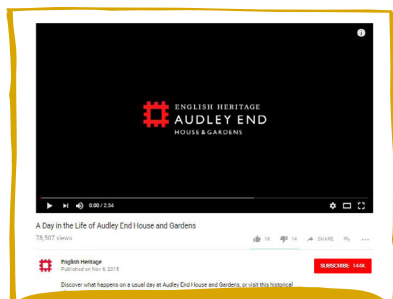 ENGLISH HERITAGE
AUDLEY END
HOUSE & GARDENS
0:00 / 2:34
A Day in the Life of Audley End House and Gardens
78,507 views
1K 14 SHARE
English Heritage
Published on Nov 5, 2015
SUBSCRIBE 144K
Discover what happens on a usual day at Audley End House and Gardens, or visit this historical